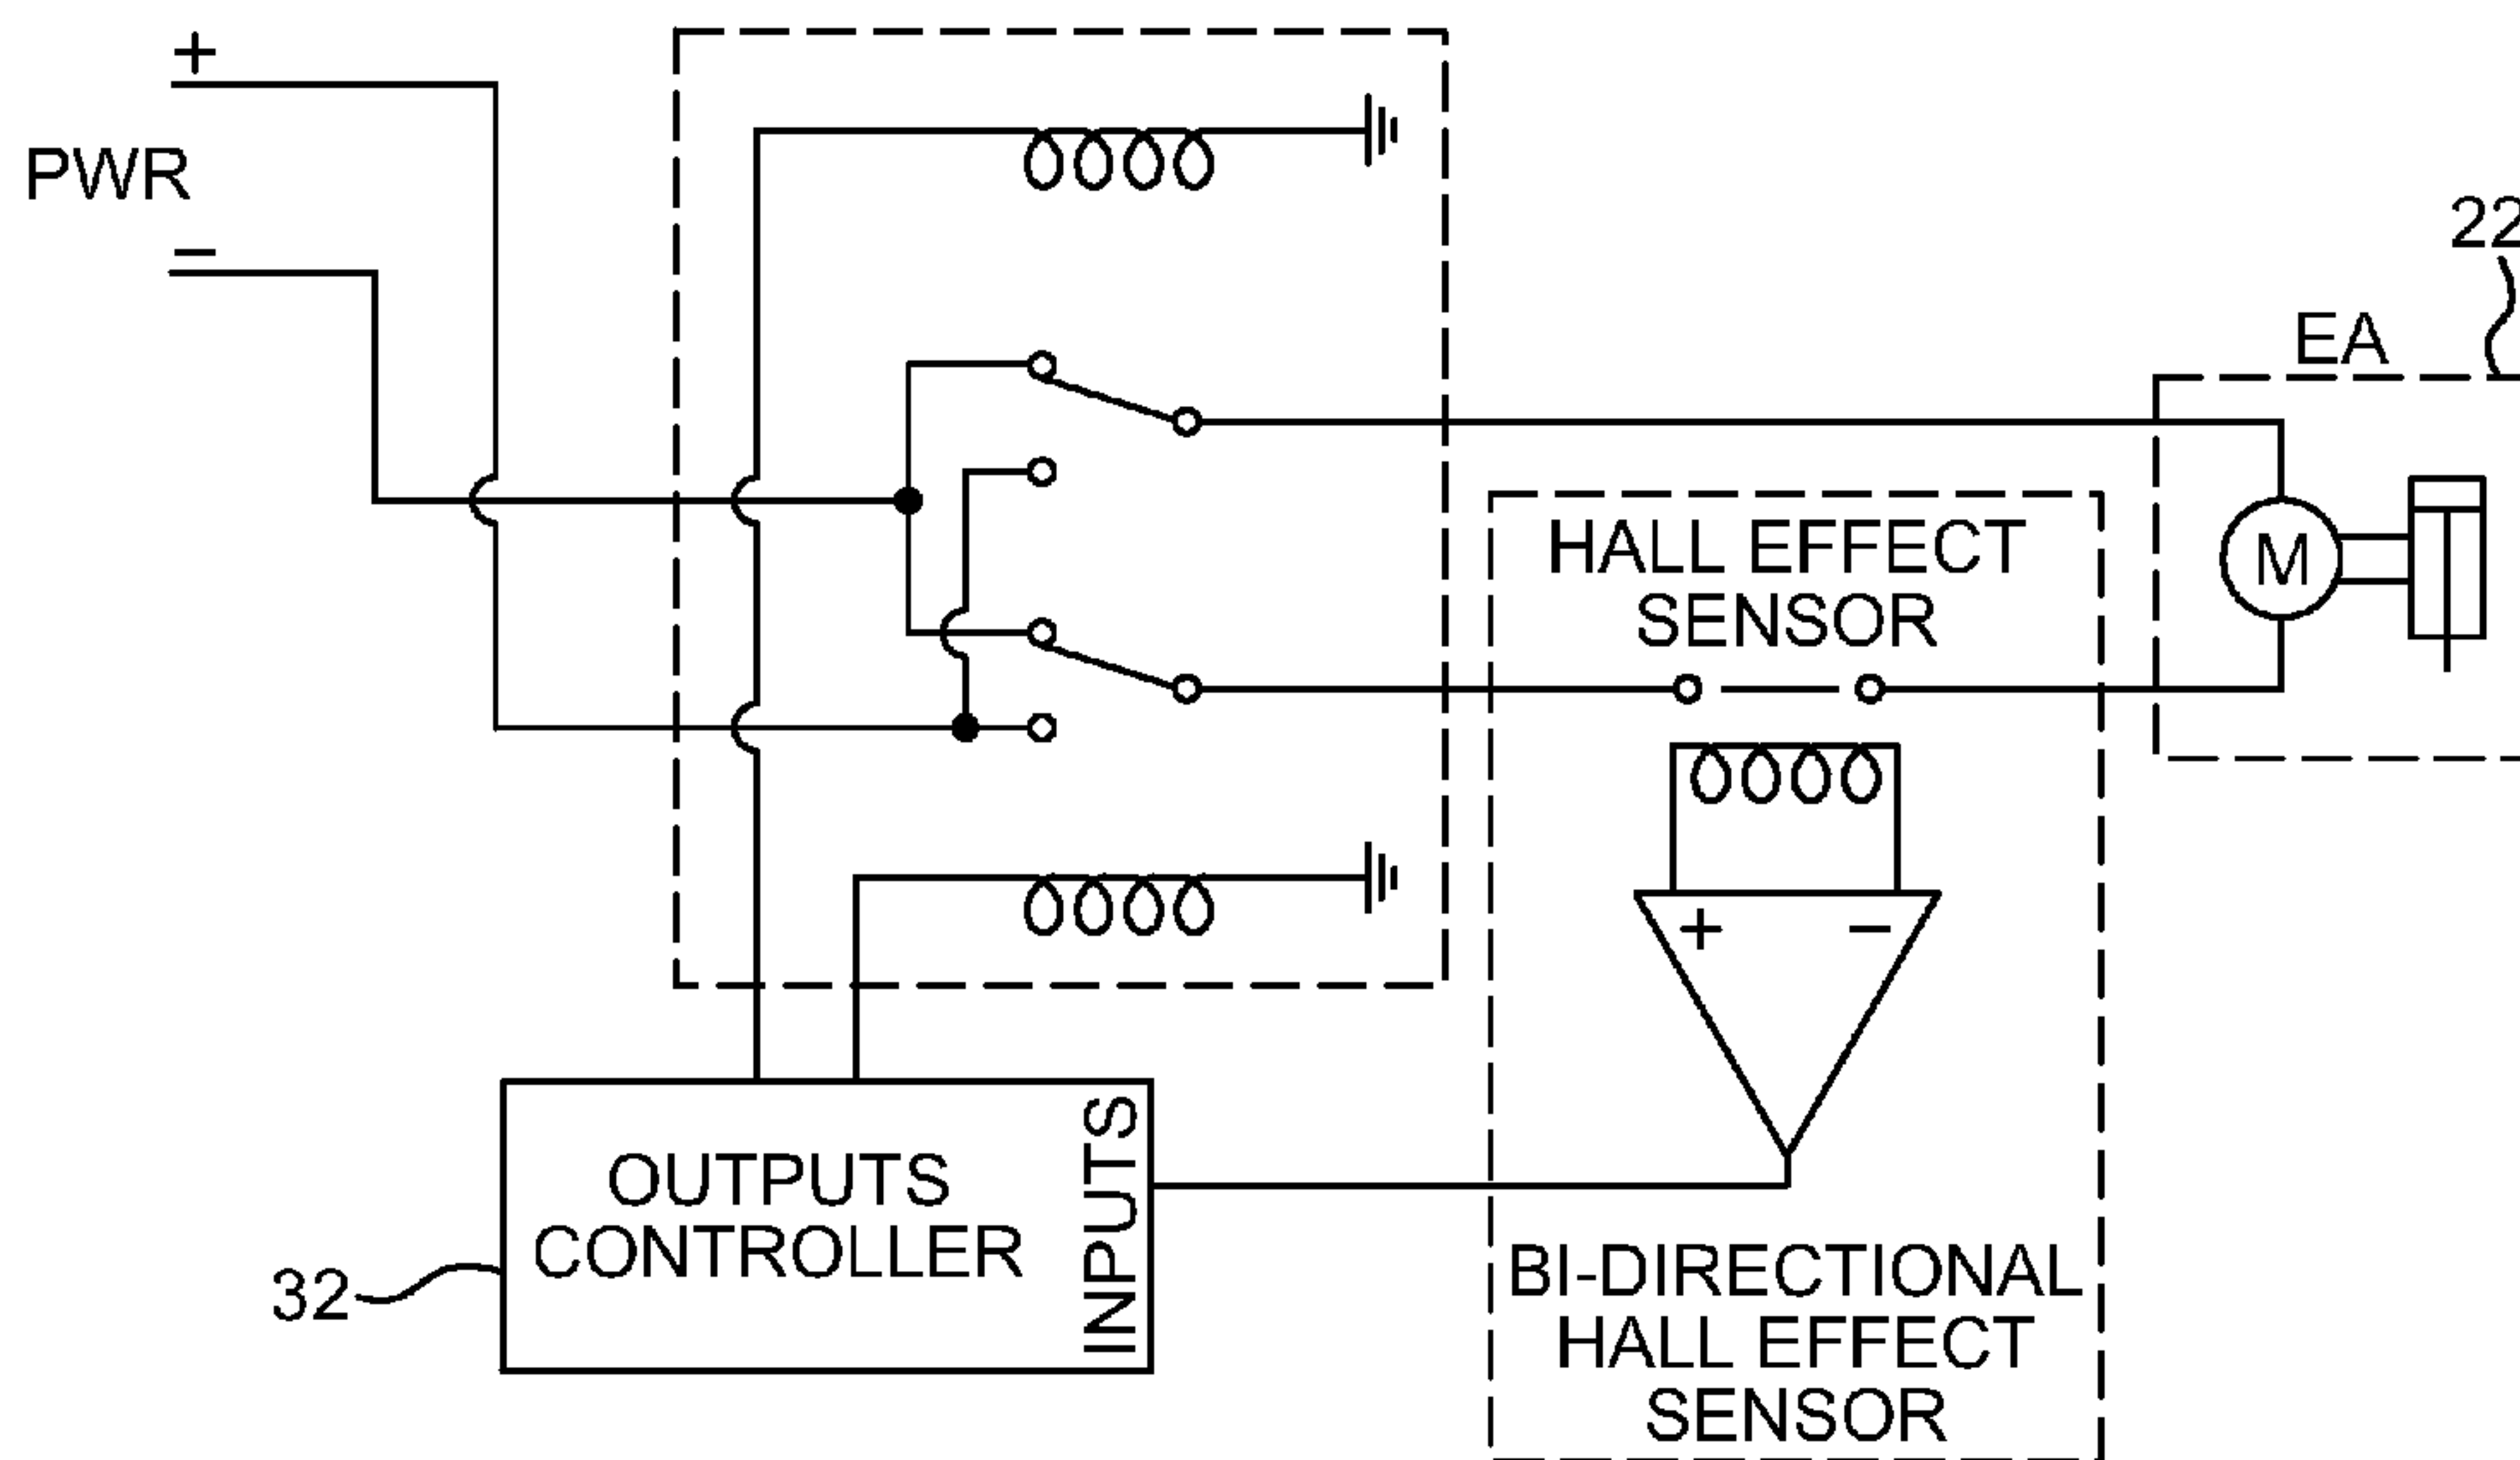 +
PWR
−
22
EA
HALL EFFECT
SENSOR
M
+ −
OUTPUTS
CONTROLLER
INPUTS
32
BI-DIRECTIONAL
HALL EFFECT
SENSOR